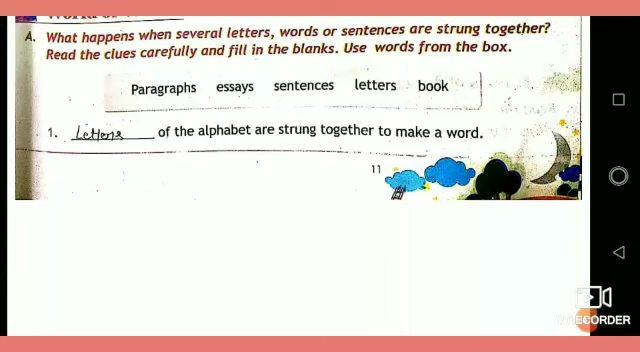 A. What happens when several letters, words or sentences are strung together?
Read the clues carefully and fill in the blanks. Use words from the box.
Paragraphs essays sentences letters book
1. Letters of the alphabet are strung together to make a word.
11
RECORDER